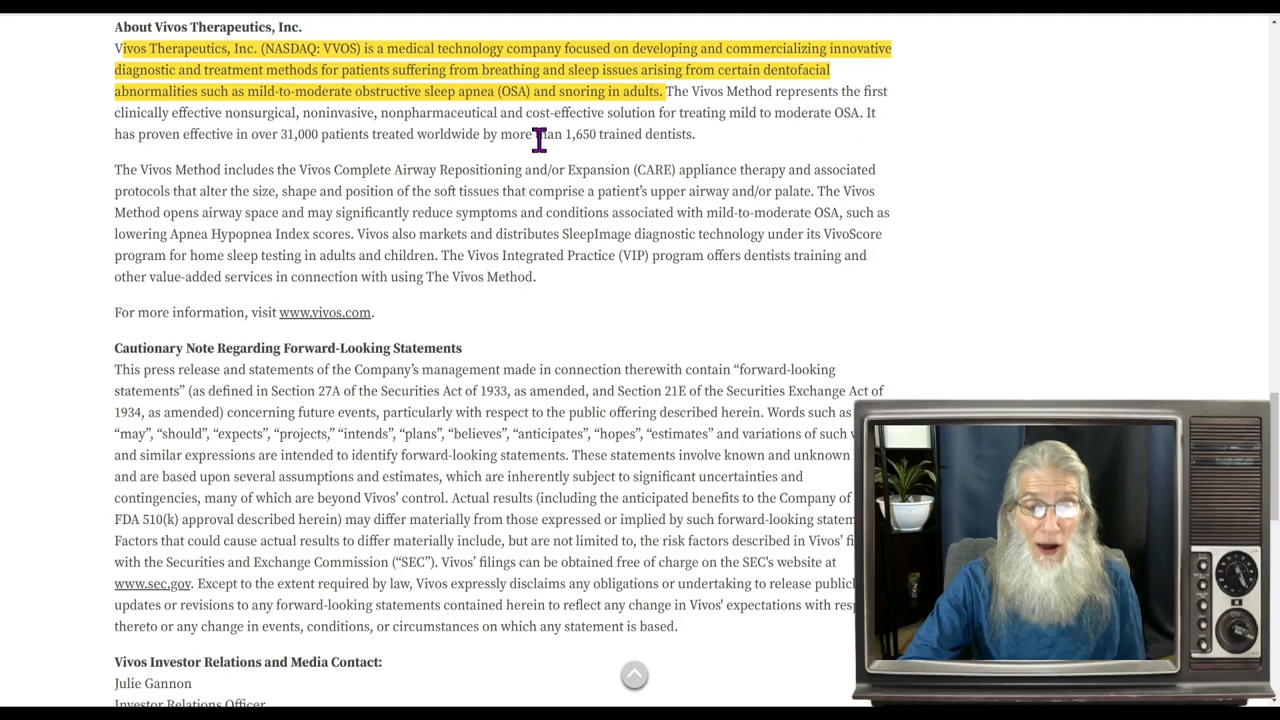 About Vivos Therapeutics, Inc.
Vivos Therapeutics, Inc. (NASDAQ: VVOS) is a medical technology company focused on developing and commercializing innovative
diagnostic and treatment methods for patients suffering from breathing and sleep issues arising from certain dentofacial
abnormalities such as mild-to-moderate obstructive sleep apnea (OSA) and snoring in adults. The Vivos Method represents the first
clinically effective nonsurgical, noninvasive, nonpharmaceutical and cost-effective solution for treating mild to moderate OSA. It
has proven effective in over 31,000 patients treated worldwide by more than 1,650 trained dentists.
The Vivos Method includes the Vivos Complete Airway Repositioning and/or Expansion (CARE) appliance therapy and associated
protocols that alter the size, shape and position of the soft tissues that comprise a patient’s upper airway and/or palate. The Vivos
Method opens airway space and may significantly reduce symptoms and conditions associated with mild-to-moderate OSA, such as
lowering Apnea Hypopnea Index scores. Vivos also markets and distributes SleepImage diagnostic technology under its VivoScore
program for home sleep testing in adults and children. The Vivos Integrated Practice (VIP) program offers dentists training and
other value-added services in connection with using The Vivos Method.
For more information, visit www.vivos.com.
Cautionary Note Regarding Forward-Looking Statements
This press release and statements of the Company’s management made in connection therewith contain “forward-looking
statements” (as defined in Section 27A of the Securities Act of 1933, as amended, and Section 21E of the Securities Exchange Act of
1934, as amended) concerning future events, particularly with respect to the public offering described herein. Words such as
“may”, “should”, “expects”, “projects,” “intends”, “plans”, “believes”, “anticipates”, “hopes”, “estimates” and variations of such
and similar expressions are intended to identify forward-looking statements. These statements involve known and unknown
and are based upon several assumptions and estimates, which are inherently subject to significant uncertainties and
contingencies, many of which are beyond Vivos’ control. Actual results (including the anticipated benefits to the Company of
FDA 510(k) approval described herein) may differ materially from those expressed or implied by such forward-looking
Factors that could cause actual results to differ materially include, but are not limited to, the risk factors described in Vivos’
with the Securities and Exchange Commission (“SEC”). Vivos’ filings can be obtained free of charge on the SEC's website at
www.sec.gov. Except to the extent required by law, Vivos expressly disclaims any obligations or undertaking to release
updates or revisions to any forward-looking statements contained herein to reflect any change in Vivos' expectations with
thereto or any change in events, conditions, or circumstances on which any statement is based.
Vivos Investor Relations and Media Contact:
Julie Gannon
Investor Relations Officer